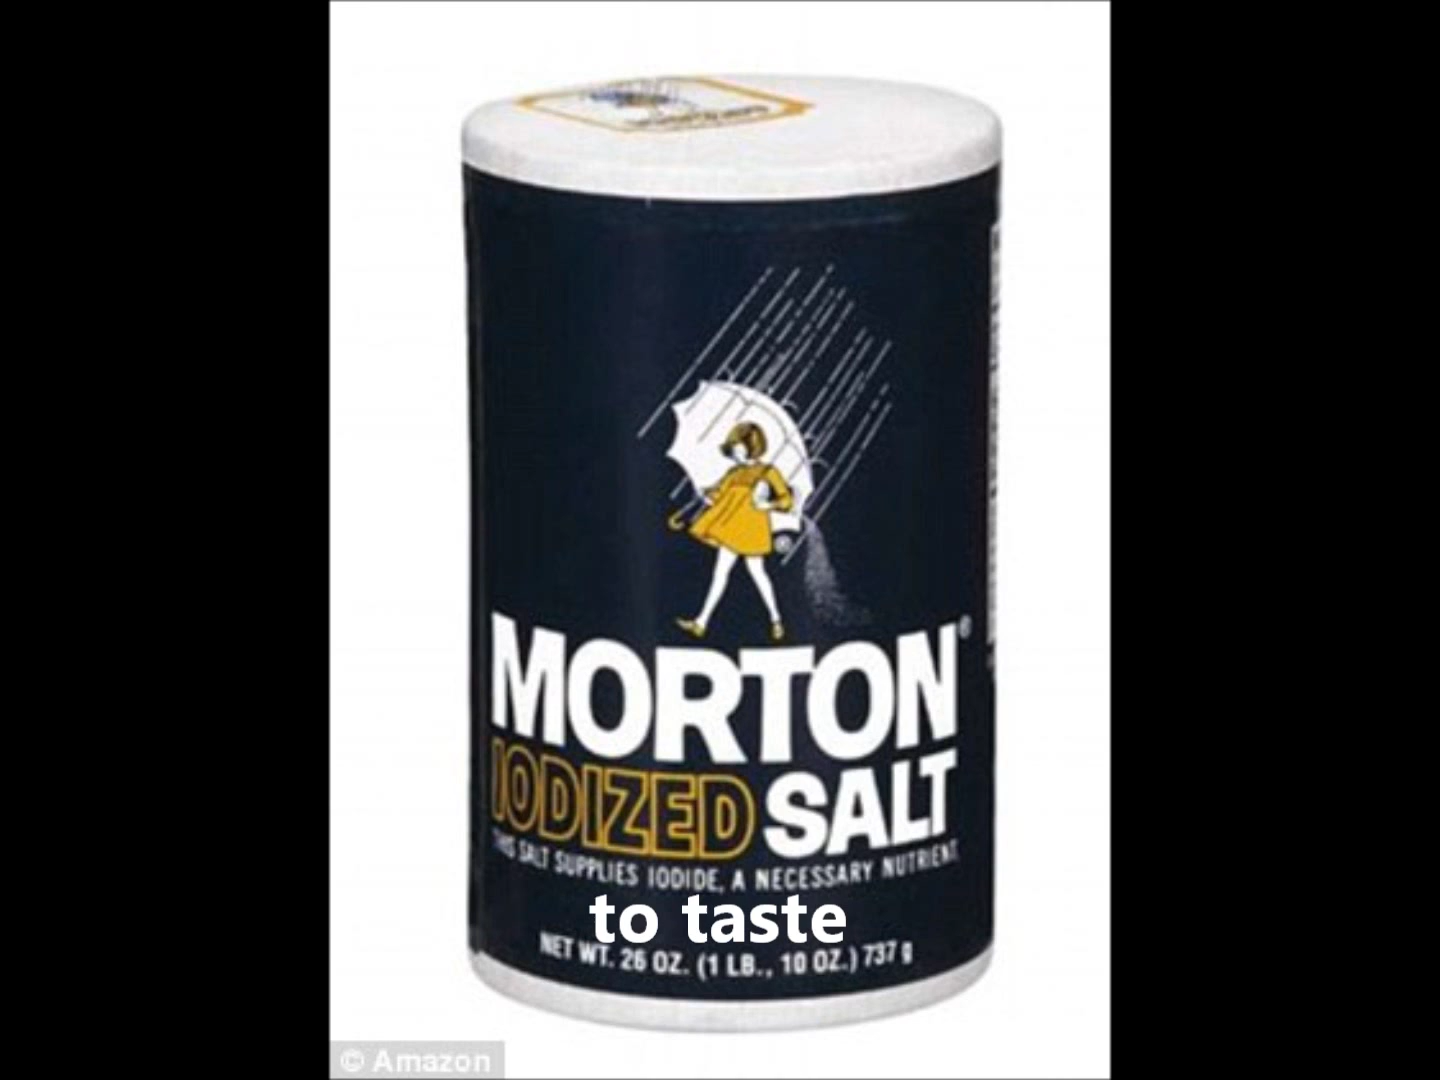 MORTON®
IODIZED SALT
THIS SALT SUPPLIES IODIDE, A NECESSARY NUTRIENT.
to taste
NET WT. 26 OZ. (1 LB., 10 OZ.) 737 g
© Amazon